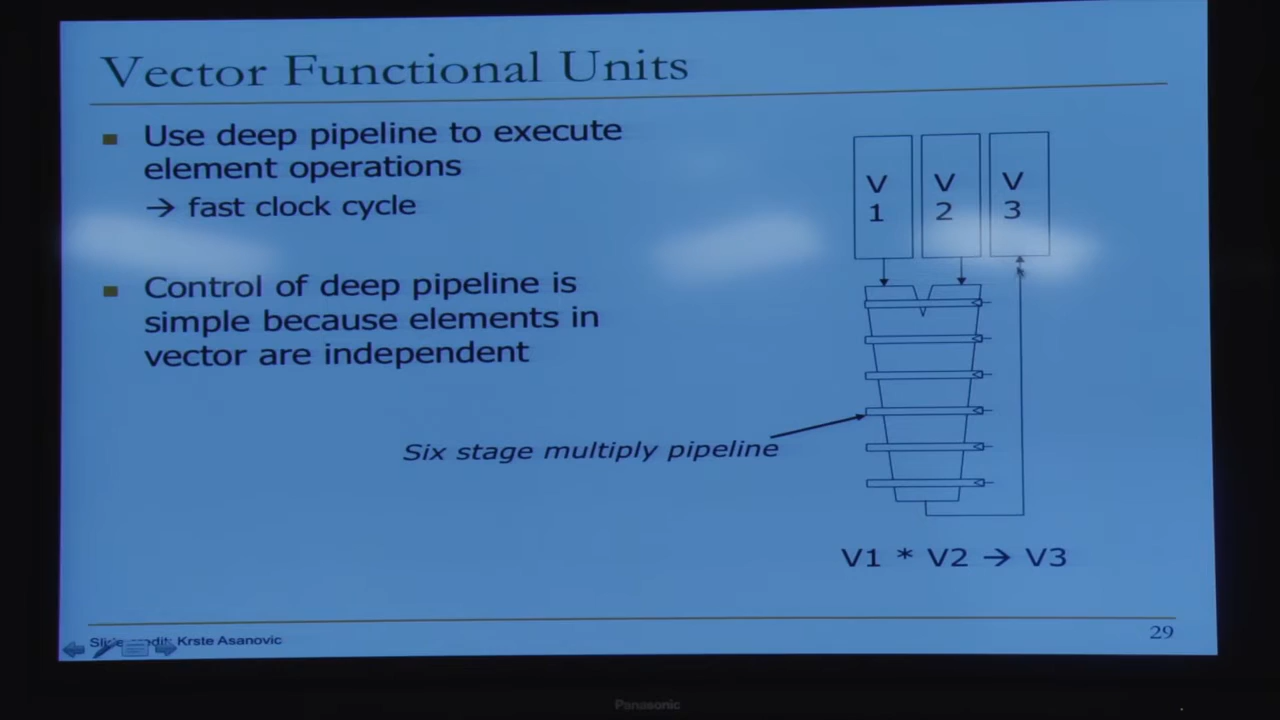 Vector Functional Units
Use deep pipeline to execute
element operations
→ fast clock cycle
Control of deep pipeline is
simple because elements in
vector are independent
V
1
V
2
V
3
Six stage multiply pipeline
V1 * V2 → V3
Slide credit: Krste Asanovic
29
Panasonic